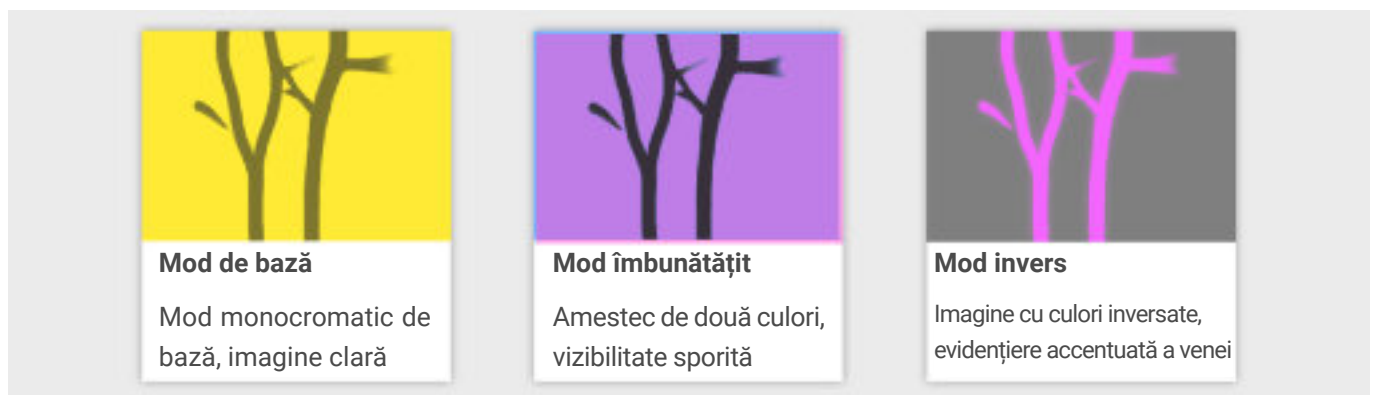 Mod de bază
Mod monocromatic de
bază, imagine clară
Mod îmbunătățit
Amestec de două culori,
vizibilitate sporită
Mod invers
Imagine cu culori inversate,
evidențiere accentuată a venei